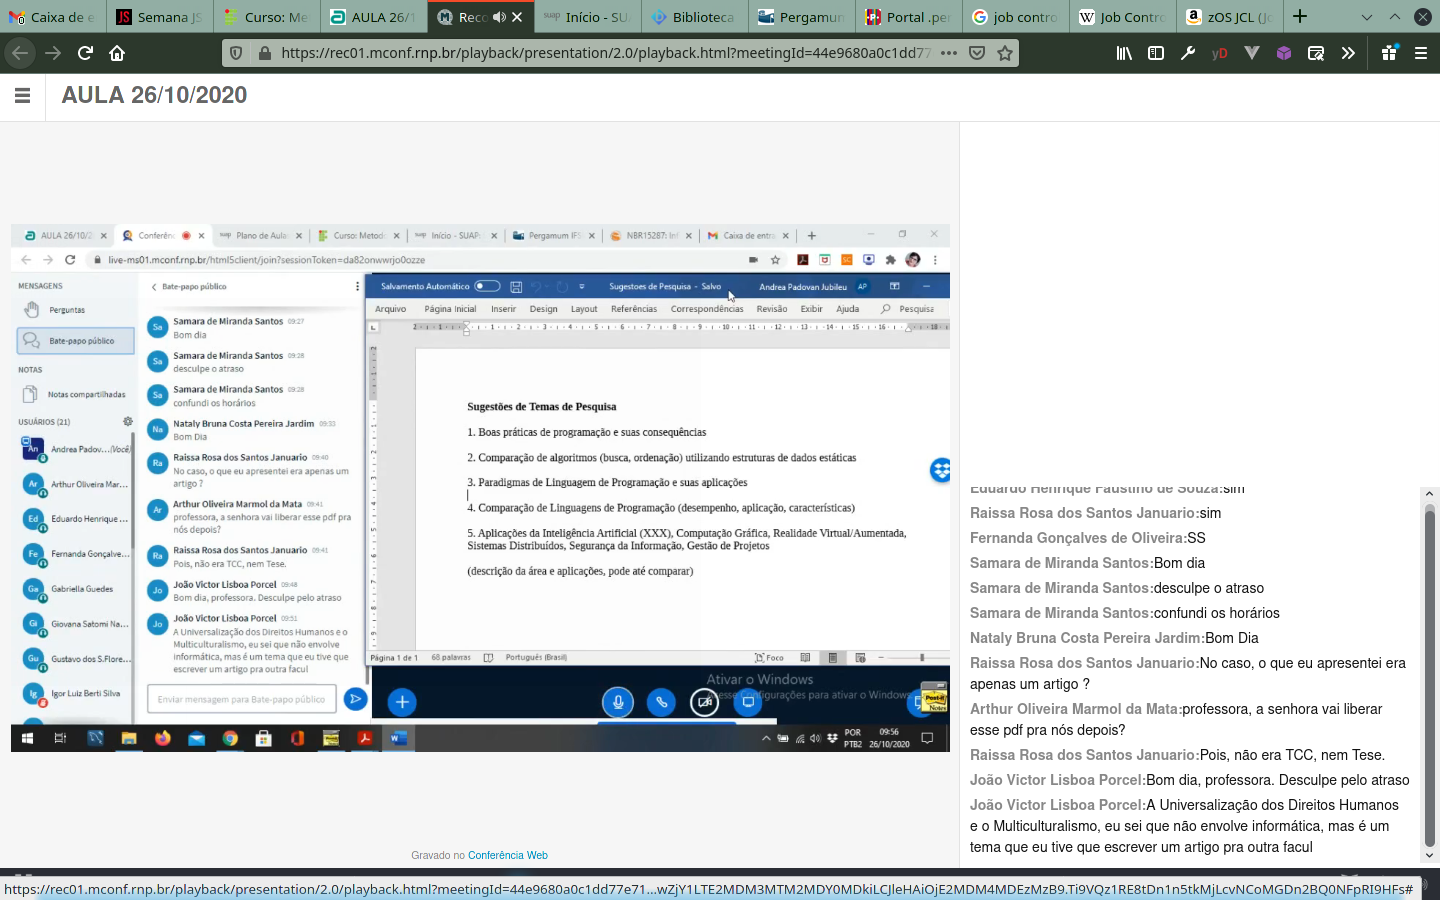 Caixa de e
Semana JS
Curso: Me
AULA 26/1
Reco
Início - SUA
Biblioteca
Pergamun
Portal .per
job contro
Job Contro
zOS JCL (Jo
https://rec01.mconf.rnp.br/playback/presentation/2.0/playback.html?meetingId=44e9680a0c1dd77
AULA 26/10/2020
AULA 26/10/2
Conferên
Plano de Aula
Curso: Metod
Início - SUAP:
Pergamum IFS
NBR15287: Inf
Caixa de entra
live-ms01.mconf.rnp.br/html5client/join?sessionToken=da82onwwrjo0ozze
MENSAGENS
Perguntas
Bate-papo público
NOTAS
Notas compartilhadas
USUÁRIOS (21)
An Andrea Padov... (Você)
Ar Arthur Oliveira Mar...
Ed Eduardo Henrique ...
Fe Fernanda Gonçalve...
Ga Gabriella Guedes
Gi Giovana Satomi Na...
Gu Gustavo dos S.Flore...
Ig Igor Luiz Berti Silva
Bate-papo público
Sa Samara de Miranda Santos 09:27
Bom dia
Sa Samara de Miranda Santos 09:28
desculpe o atraso
Sa Samara de Miranda Santos 09:28
confundi os horários
Na Nataly Bruna Costa Pereira Jardim 09:33
Bom Dia
Ra Raissa Rosa dos Santos Januario 09:40
No caso, o que eu apresentei era apenas um
artigo ?
Ar Arthur Oliveira Marmol da Mata 09:41
professora, a senhora vai liberar esse pdf pra
nós depois?
Ra Raissa Rosa dos Santos Januario 09:41
Pois, não era TCC, nem Tese.
Jo João Victor Lisboa Porcel 09:48
Bom dia, professora. Desculpe pelo atraso
Jo João Victor Lisboa Porcel 09:51
A Universalização dos Direitos Humanos e o
Multiculturalismo, eu sei que não envolve
informática, mas é um tema que eu tive que
escrever um artigo pra outra facul
Enviar mensagem para Bate-papo público
Salvamento Automático
Sugestoes de Pesquisa - Salvo
Andrea Padovan Jubileu AP
Arquivo Página Inicial Inserir Design Layout Referências Correspondências Revisão Exibir Ajuda Pesquisa
Sugestões de Temas de Pesquisa
1. Boas práticas de programação e suas consequências
2. Comparação de algoritmos (busca, ordenação) utilizando estruturas de dados estáticas
3. Paradigmas de Linguagem de Programação e suas aplicações
4. Comparação de Linguagens de Programação (desempenho, aplicação, características)
5. Aplicações da Inteligência Artificial (XXX), Computação Gráfica, Realidade Virtual/Aumentada,
Sistemas Distribuídos, Segurança da Informação, Gestão de Projetos
(descrição da área e aplicações, pode até comparar)
Página 1 de 1 68 palavras Português (Brasil) Foco
Ativar o Windows
Acesse Configurações para ativar o Windows
Post-it
Notes
POR
PTB2
09:56
26/10/2020
Gravado no Conferência Web
Eduardo Henrique Faustino de Souza:sim
Raissa Rosa dos Santos Januario:sim
Fernanda Gonçalves de Oliveira:SS
Samara de Miranda Santos:Bom dia
Samara de Miranda Santos:desculpe o atraso
Samara de Miranda Santos:confundi os horários
Nataly Bruna Costa Pereira Jardim:Bom Dia
Raissa Rosa dos Santos Januario:No caso, o que eu apresentei era
apenas um artigo ?
Arthur Oliveira Marmol da Mata:professora, a senhora vai liberar
esse pdf pra nós depois?
Raissa Rosa dos Santos Januario:Pois, não era TCC, nem Tese.
João Victor Lisboa Porcel:Bom dia, professora. Desculpe pelo atraso
João Victor Lisboa Porcel:A Universalização dos Direitos Humanos
e o Multiculturalismo, eu sei que não envolve informática, mas é um
tema que eu tive que escrever um artigo pra outra facul
https://rec01.mconf.rnp.br/playback/presentation/2.0/playback.html?meetingId=44e9680a0c1dd77e71...wZjY1LTE2MDM3MTM2MDY0MDkiLCJleHAiOjE2MDM4MDEzMzB9.Ti9VQz1RE8tDn1n5tkMjLcvNCoMGDn2BQ0NFpRI9HFs#